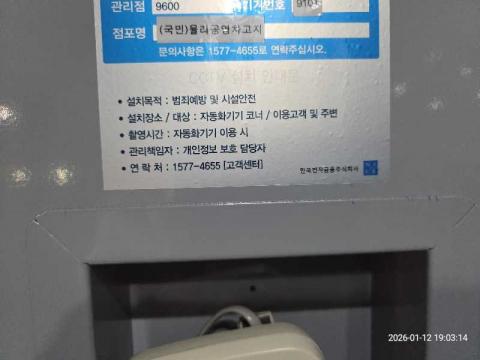 관리점 9600 기기번호 9101
점포명 (국민)물리공업차고지
문의사항은 1577-4655로 연락주십시오.
CCTV 설치 안내문
• 설치목적 : 범죄예방 및 시설안전
• 설치장소 / 대상 : 자동화기기 코너 / 이용고객 및 주변
• 촬영시간 : 자동화기기 이용 시
• 관리책임자 : 개인정보 보호 담당자
• 연 락 처 : 1577-4655 [고객센터]
한국전자금융주식회사
2026-01-12 19:03:14